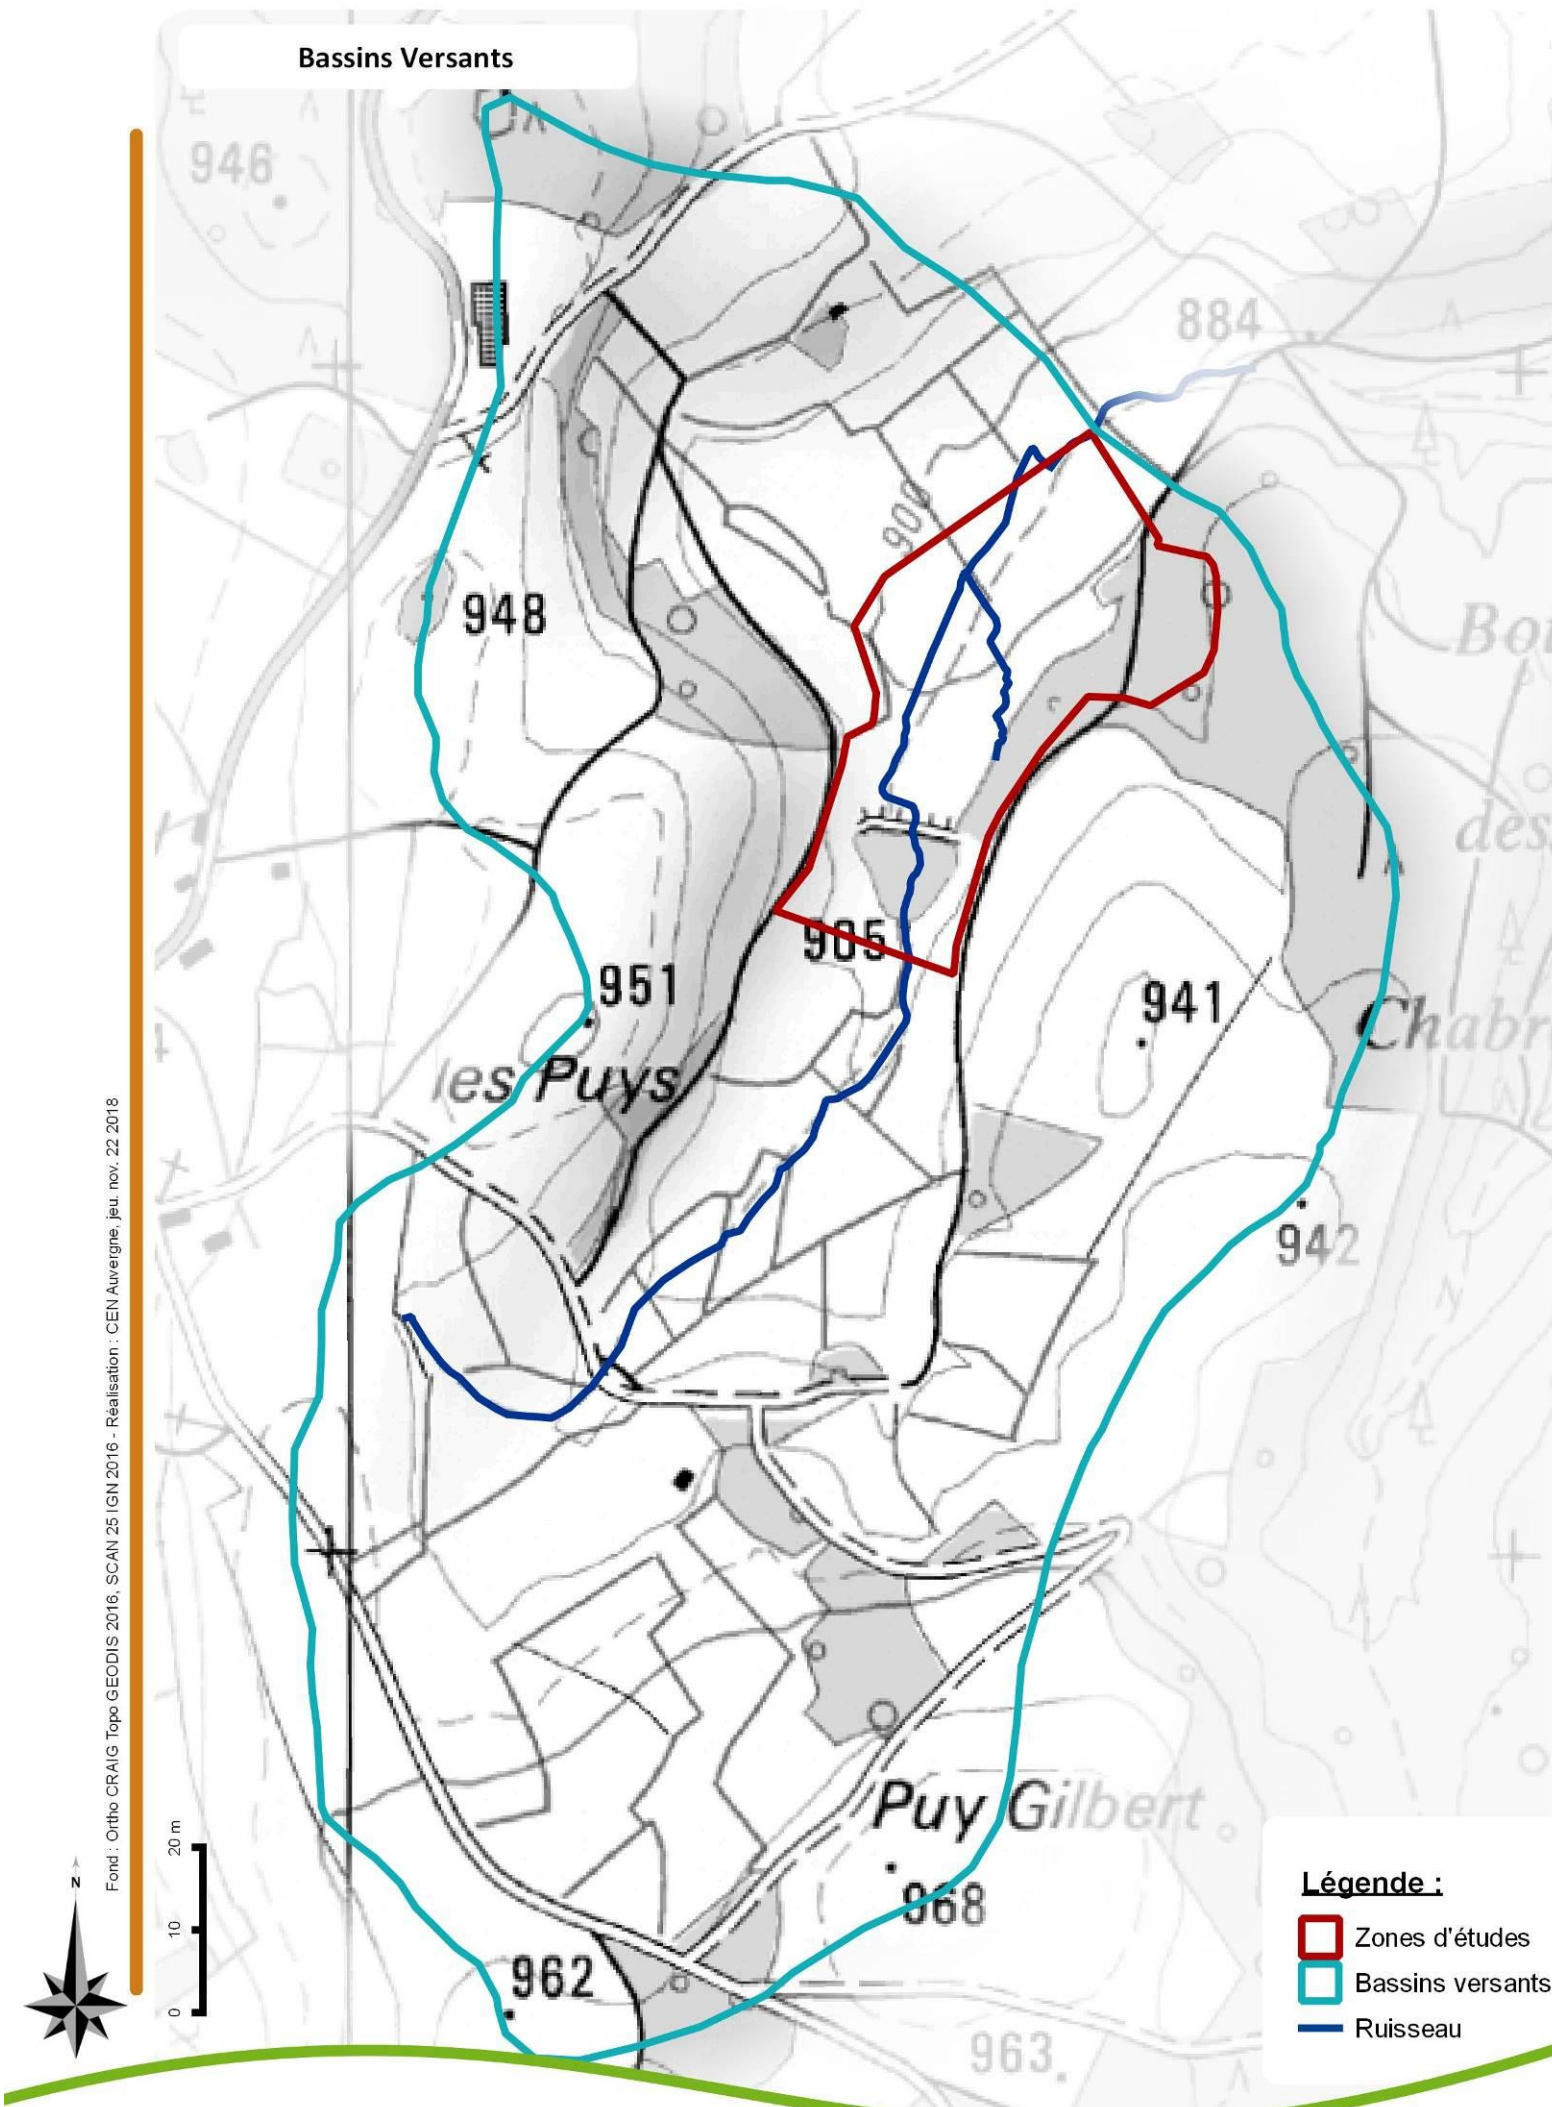 Bassins Versants
946
884
900
948
Bou
des
905
951
941
Chabr
les Puys
942
Fond : Ortho CRAIG Topo GEODIS 2016, SCAN 25 IGN 2016 - Réalisation : CEN Auvergne, jeu. nov. 22 2018
Puy Gilbert
968
20 m
10
0
N
962
963
Légende :
Zones d'études
Bassins versants
Ruisseau